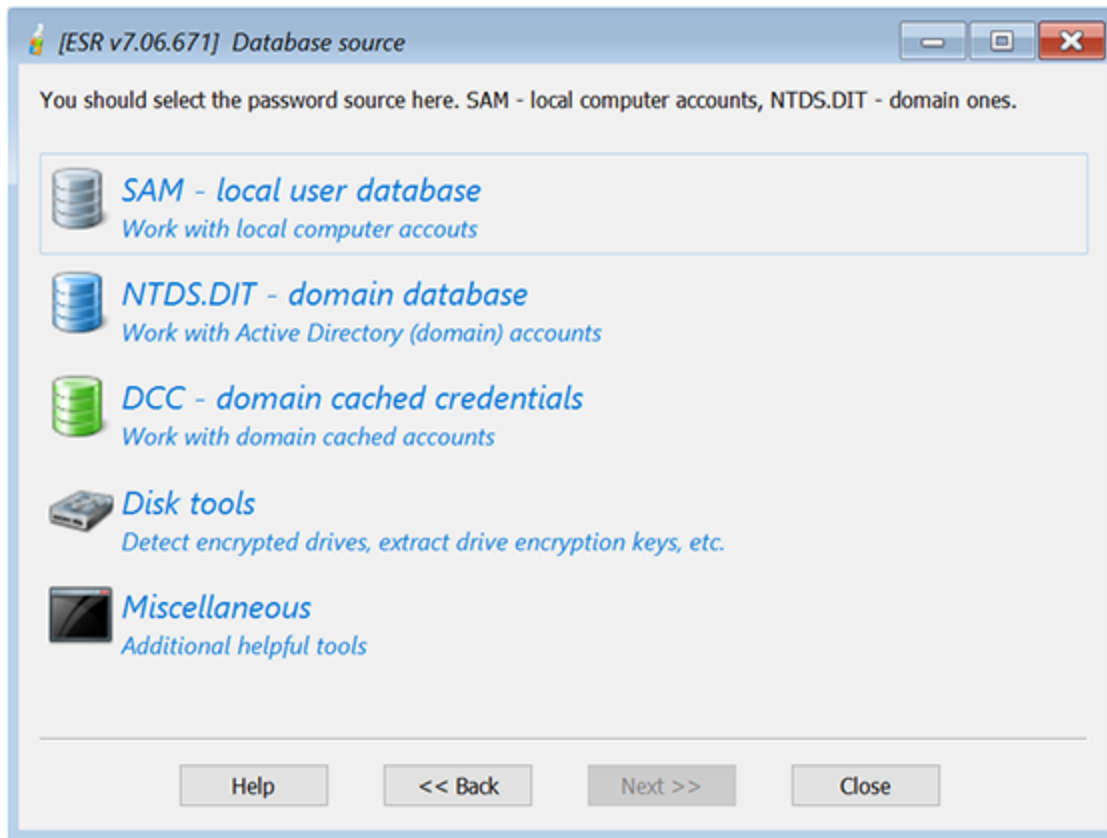 [ESR v7.06.671] Database source
You should select the password source here. SAM - local computer accounts, NTDS.DIT - domain ones.
SAM - local user database
Work with local computer accouts
NTDS.DIT - domain database
Work with Active Directory (domain) accounts
DCC - domain cached credentials
Work with domain cached accounts
Disk tools
Detect encrypted drives, extract drive encryption keys, etc.
Miscellaneous
Additional helpful tools
Help << Back Next >> Close